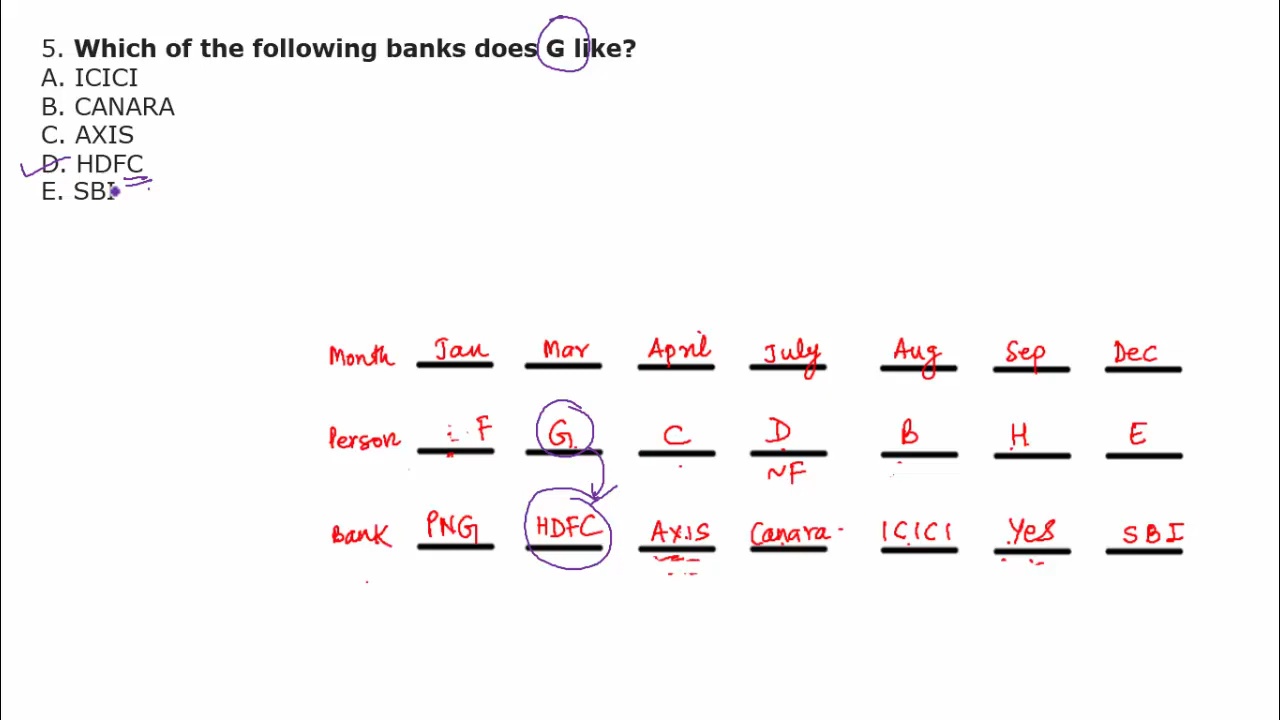 5. Which of the following banks does G like?
A. ICICI
B. CANARA
C. AXIS
D. HDFC
E. SBI
Month Jan Mar April July Aug Sep Dec
Person F G C D B H E
~F
Bank PNG HDFC AXIS Canara ICICI Yes SBI